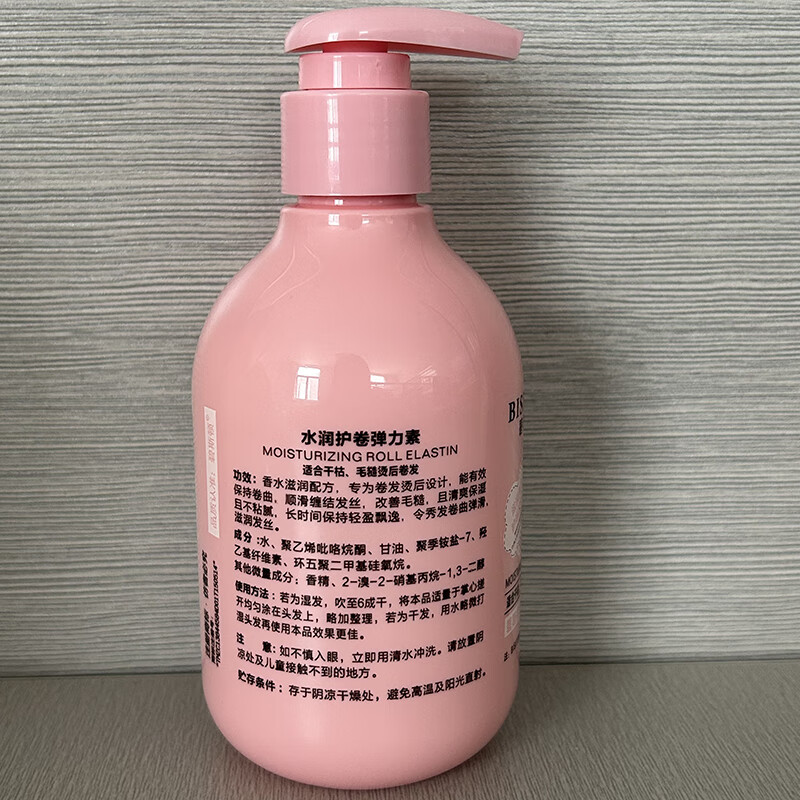 水润护卷弹力素
MOISTURIZING ROLL ELASTIN
适合干枯、毛糙烫后卷发
功效：香水滋润配方，专为卷发烫后设计，能有效
保持卷曲，顺滑缠结发丝，改善毛糙，且清爽保湿
且不粘腻，长时间保持轻盈飘逸，令秀发卷曲弹滑，
滋润发丝。
成分:水、聚乙烯吡咯烷酮、甘油、聚季铵盐-7、羟
乙基纤维素、环五聚二甲基硅氧烷。
其他微量成分：香精、2-溴-2-硝基丙烷-1,3-二醇
使用方法：若为湿发，吹至6成干，将本品适量于掌心搓
开均匀涂在头发上，略加整理，若为干发，用水略微打
湿头发再使用本品效果更佳。
注 意:如不慎入眼，立即用清水冲洗。请放置阴
凉处及儿童接触不到的地方。
贮存条件：存于阴凉干燥处，避免高温及阳光直射。
BIS